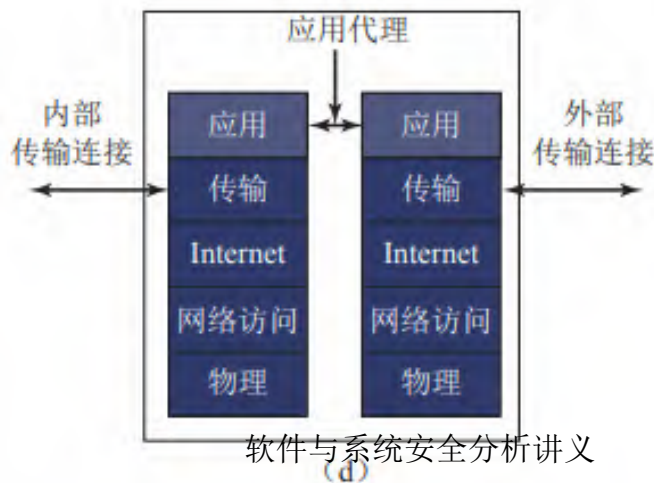 应用代理
内部
传输连接
外部
传输连接
应用
应用
传输
传输
Internet
Internet
网络访问
网络访问
物理
物理
软件与系统安全分析讲义
（d）